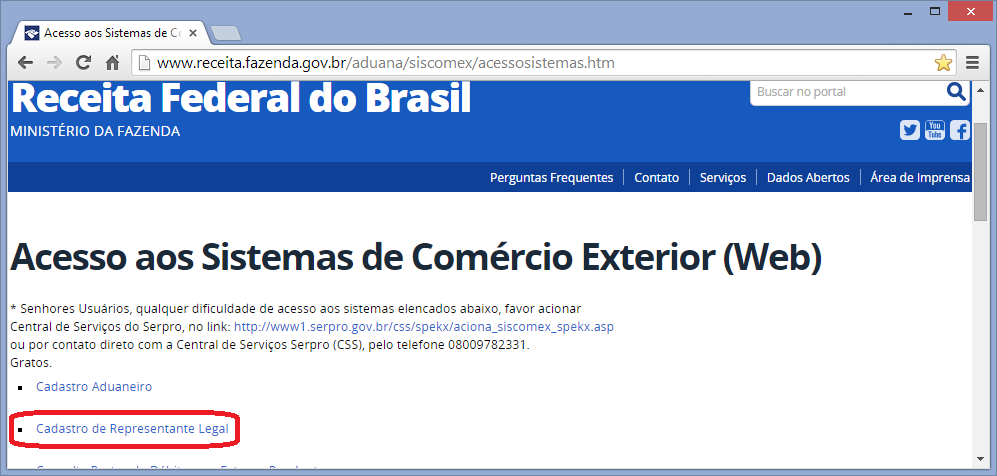 Acesso aos Sistemas de Co
www.receita.fazenda.gov.br/aduana/siscomex/acessosistemas.htm
Receita Federal do Brasil
Buscar no portal
MINISTÉRIO DA FAZENDA
You Tube
Perguntas Frequentes Contato Serviços Dados Abertos Área de Imprensa
Acesso aos Sistemas de Comércio Exterior (Web)
* Senhores Usuários, qualquer dificuldade de acesso aos sistemas elencados abaixo, favor acionar
Central de Serviços do Serpro, no link: http://www1.serpro.gov.br/css/spekx/aciona_siscomex_spekx.asp
ou por contato direto com a Central de Serviços Serpro (CSS), pelo telefone 08009782331.
Gratos.
Cadastro Aduaneiro
Cadastro de Representante Legal